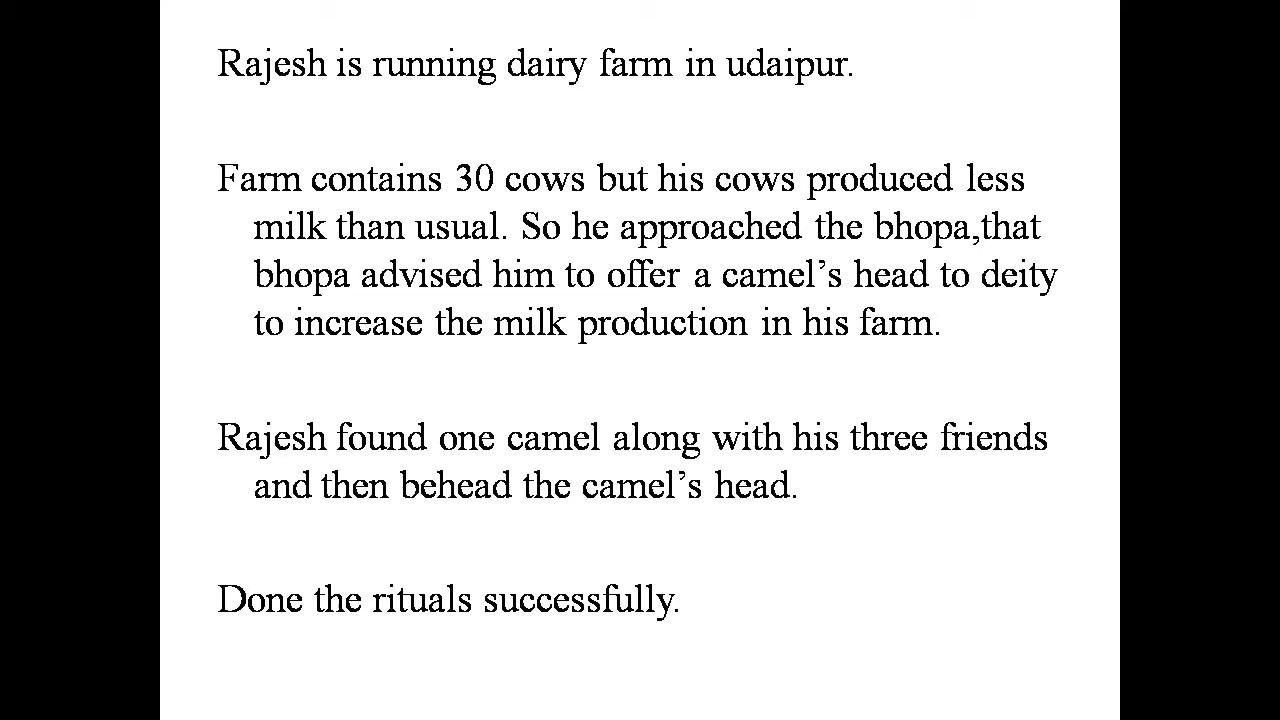 Rajesh is running dairy farm in udaipur.
Farm contains 30 cows but his cows produced less
milk than usual. So he approached the bhopa,that
bhopa advised him to offer a camel’s head to deity
to increase the milk production in his farm.
Rajesh found one camel along with his three friends
and then behead the camel’s head.
Done the rituals successfully.